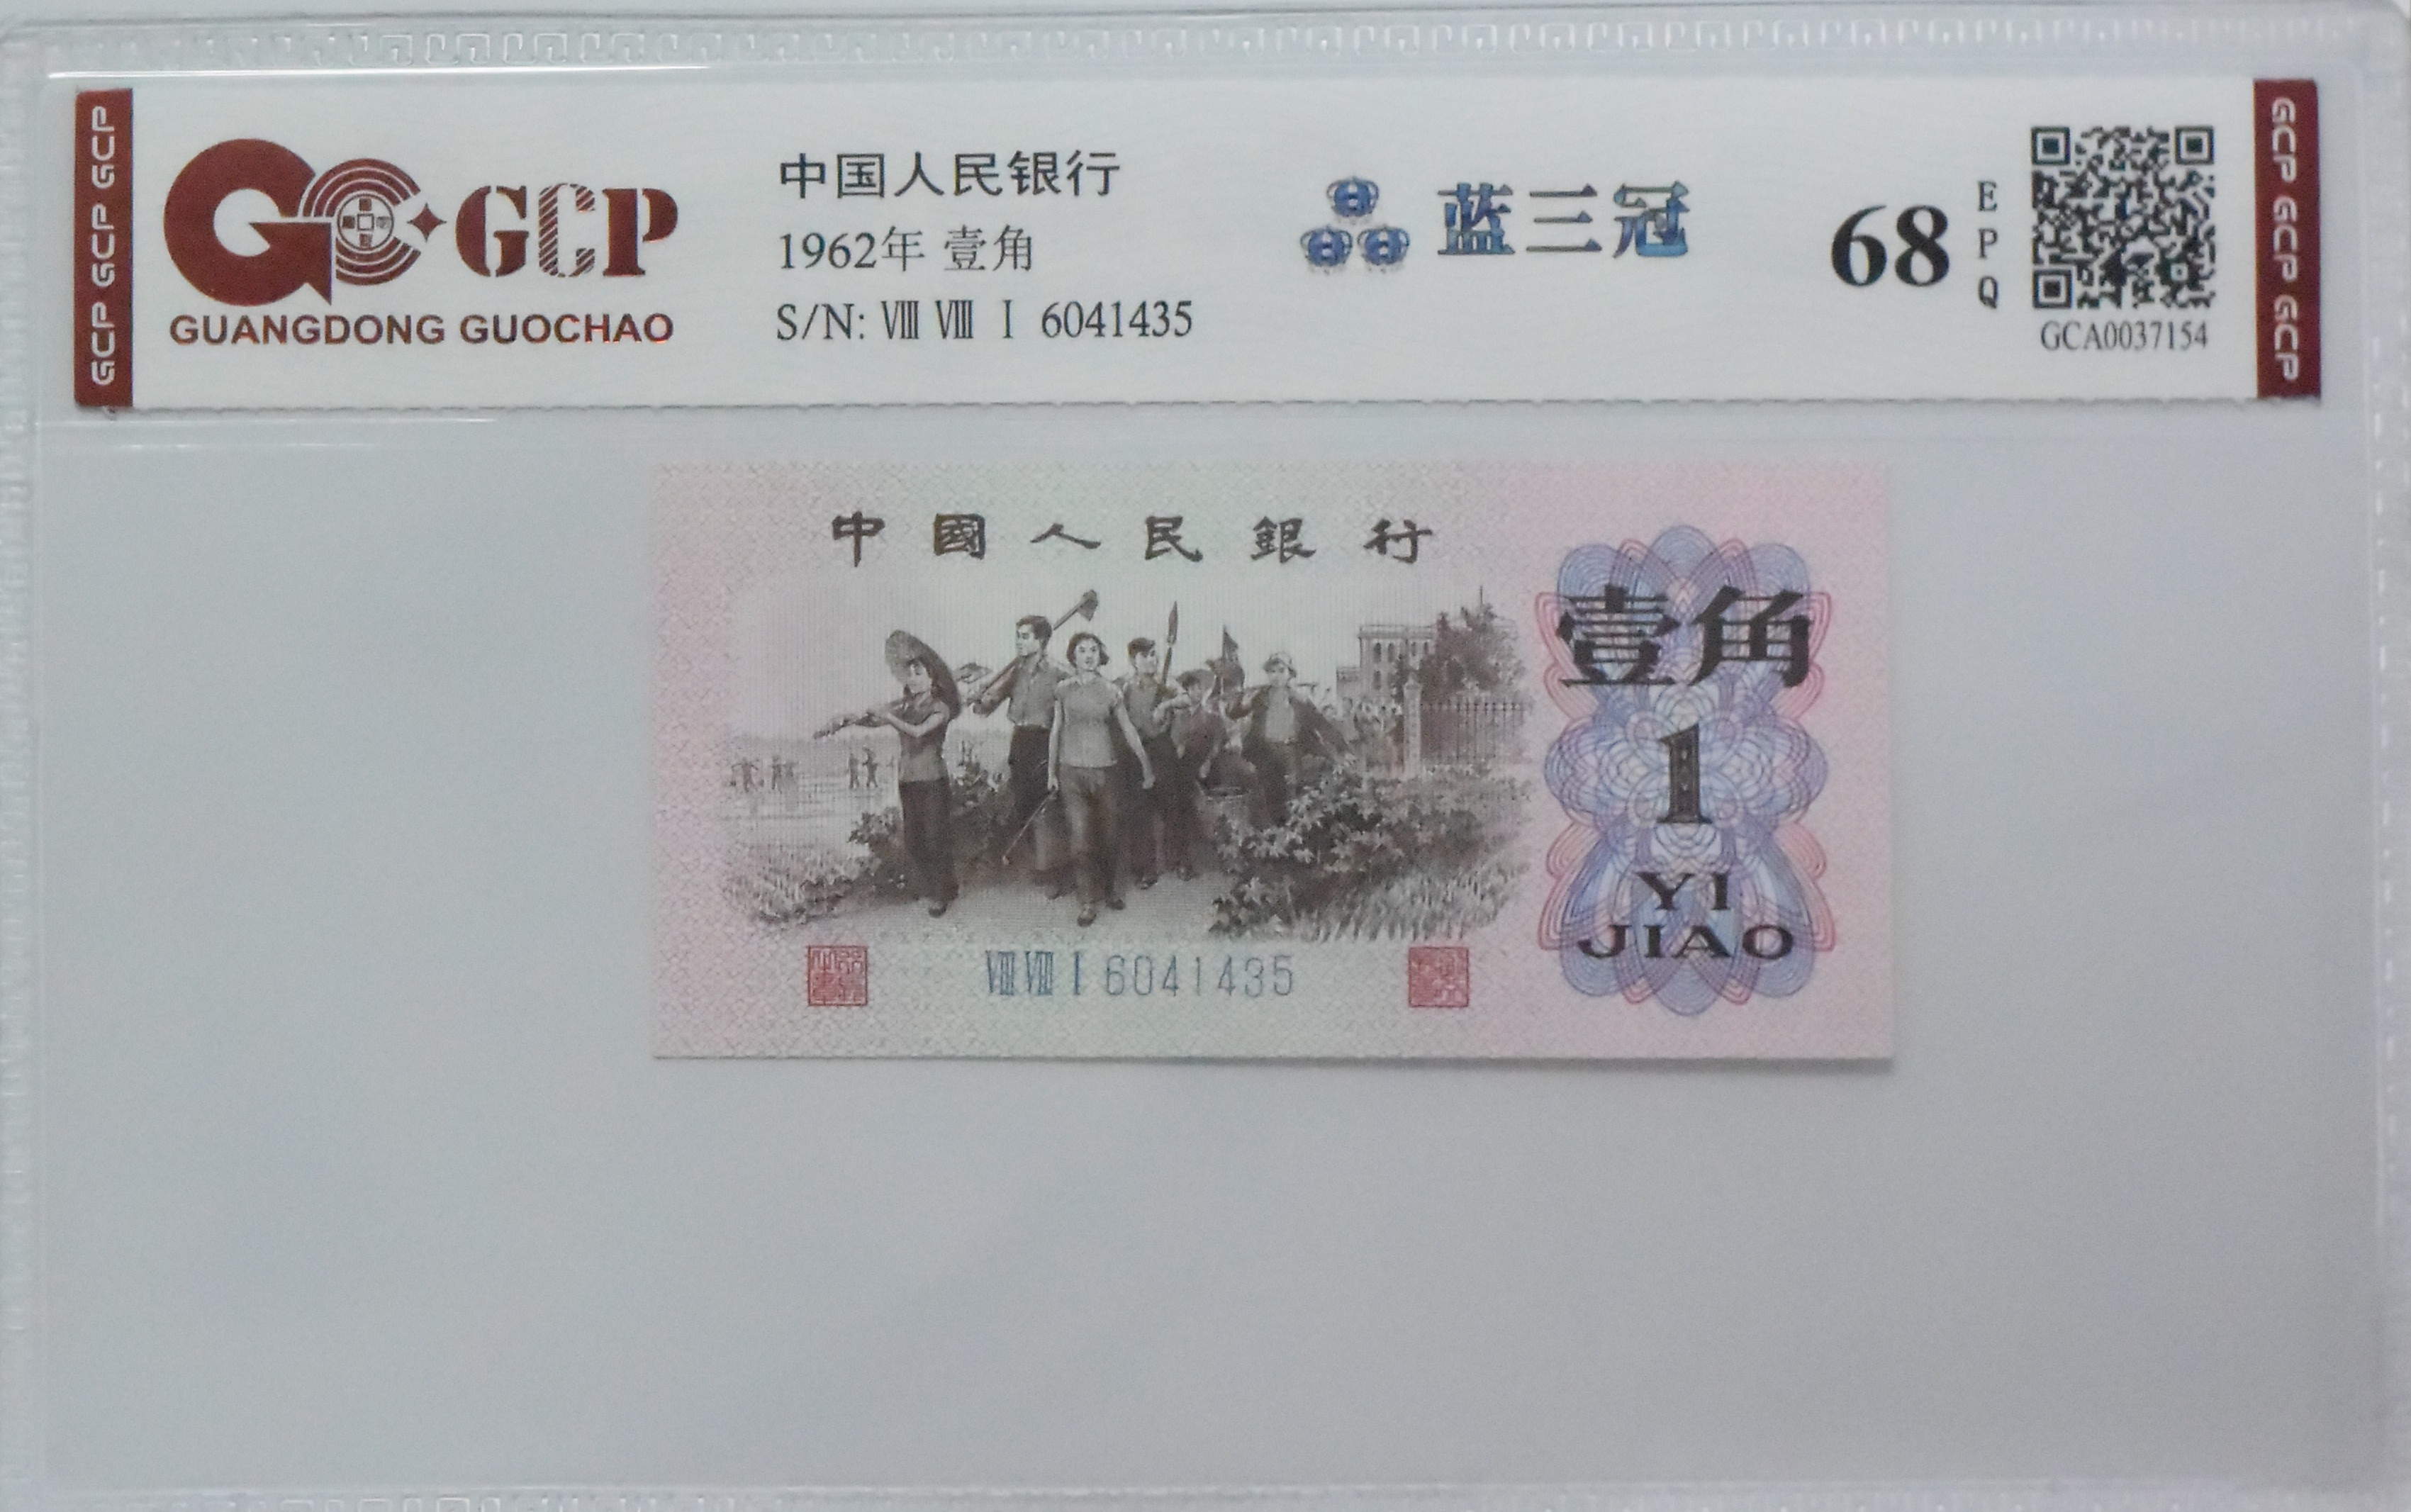 GCP GCP GCP
GCP
GUANGDONG GUOCHAO
中国人民银行
1962年 壹角
S/N: Ⅷ Ⅷ Ⅰ 6041435
蓝三冠
68
EPQ
GCA0037154
GCP GCP GCP
中國人民銀行
壹角
1
YI
JIAO
Ⅷ Ⅷ Ⅰ 6041435